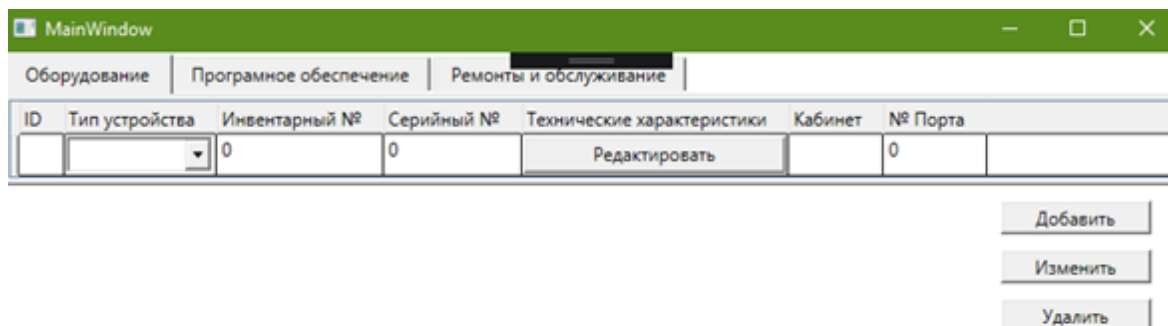 MainWindow
Оборудование Програмное обеспечение Ремонты и обслуживание
ID Тип устройства Инвентарный № Серийный № Технические характеристики Кабинет № Порта
0 0 Редактировать 0
Добавить
Изменить
Удалить